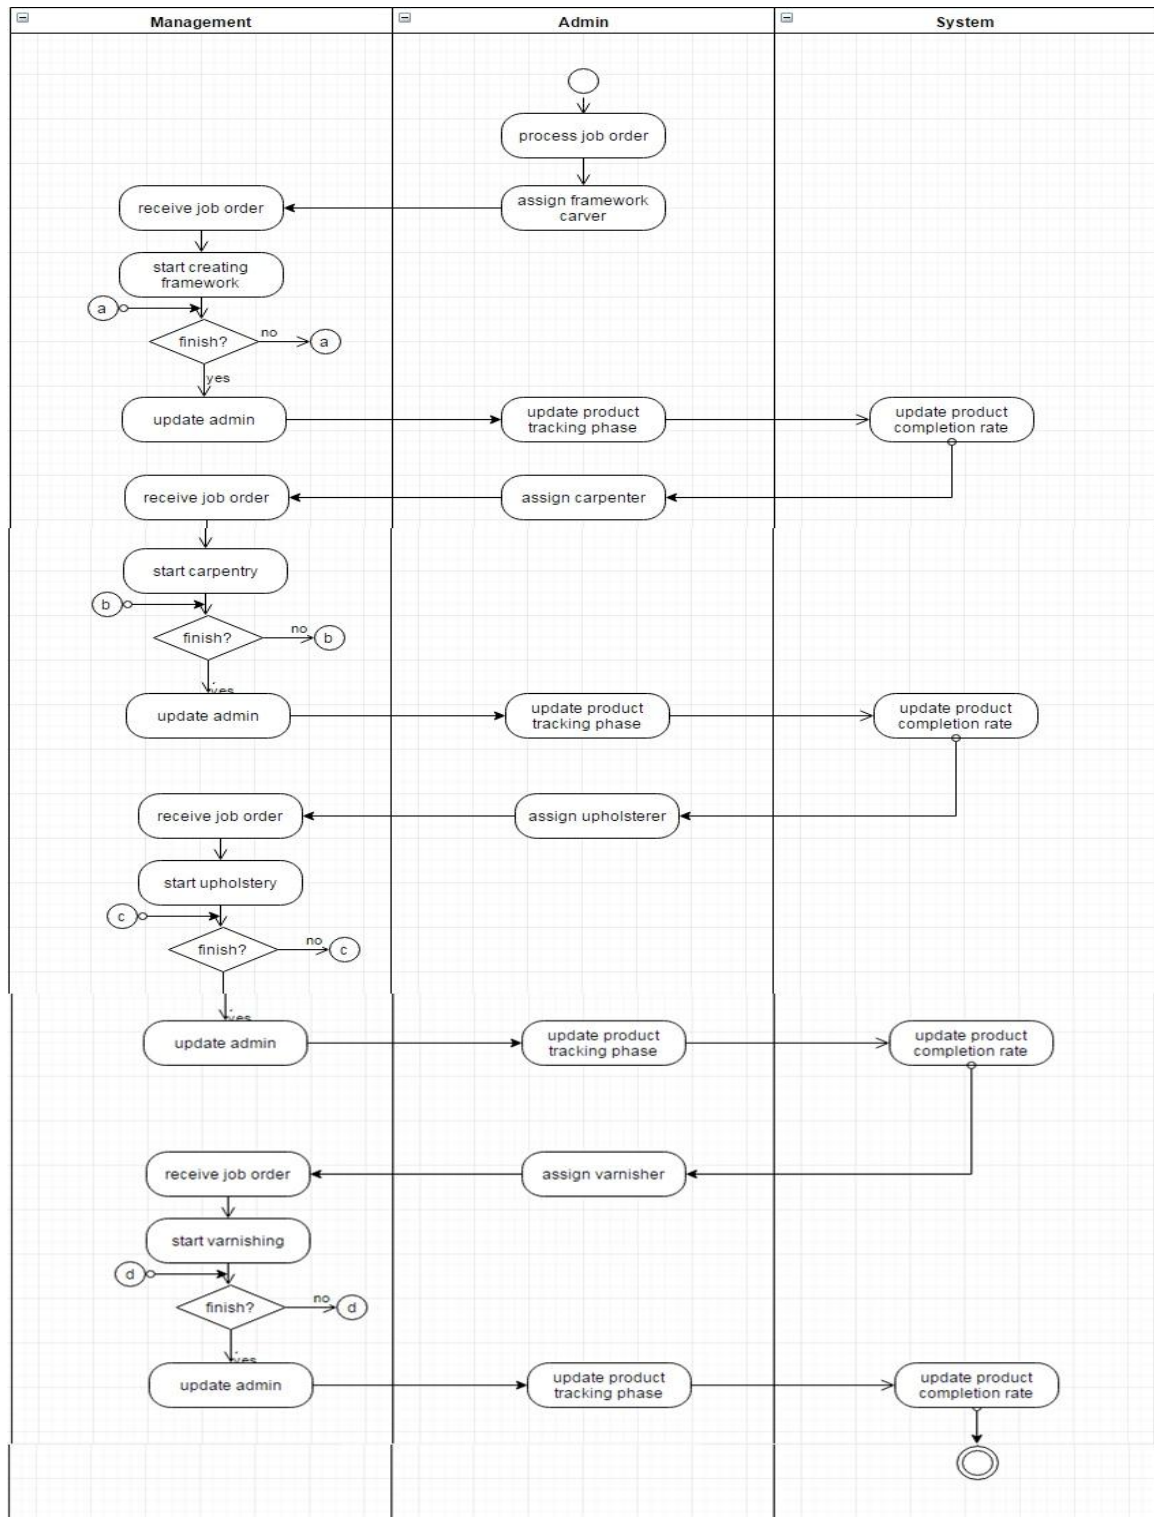 Management
Admin
System
process job order
receive job order
assign framework
carver
start creating
framework
a
finish?
no
a
yes
update admin
update product
tracking phase
update product
completion rate
receive job order
assign carpenter
start carpentry
b
finish?
no
b
yes
update admin
update product
tracking phase
update product
completion rate
receive job order
assign upholsterer
start upholstery
c
finish?
no
c
yes
update admin
update product
tracking phase
update product
completion rate
receive job order
assign varnisher
start varnishing
d
finish?
no
d
yes
update admin
update product
tracking phase
update product
completion rate